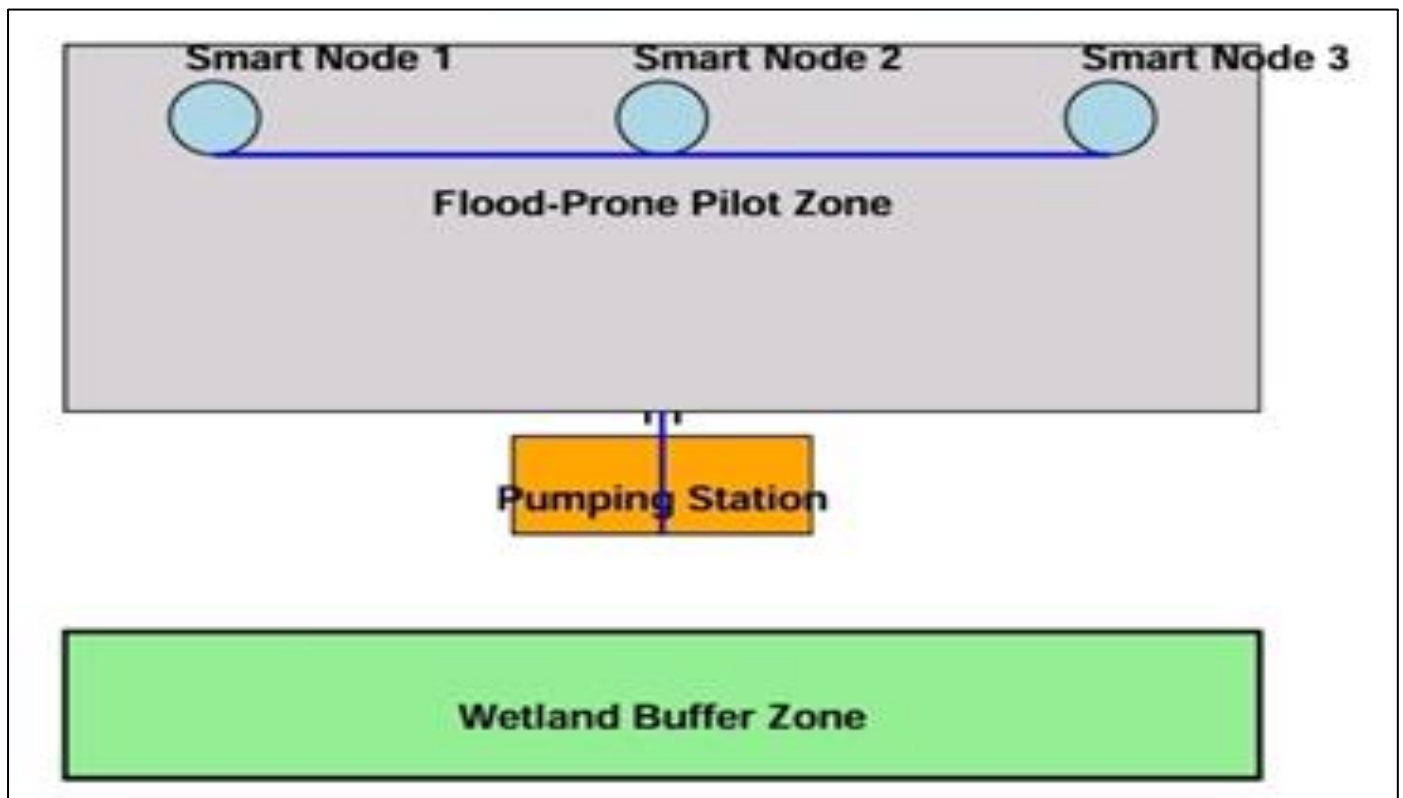 Smart Node 1
Smart Node 2
Smart Node 3
Flood-Prone Pilot Zone
Pumping Station
Wetland Buffer Zone